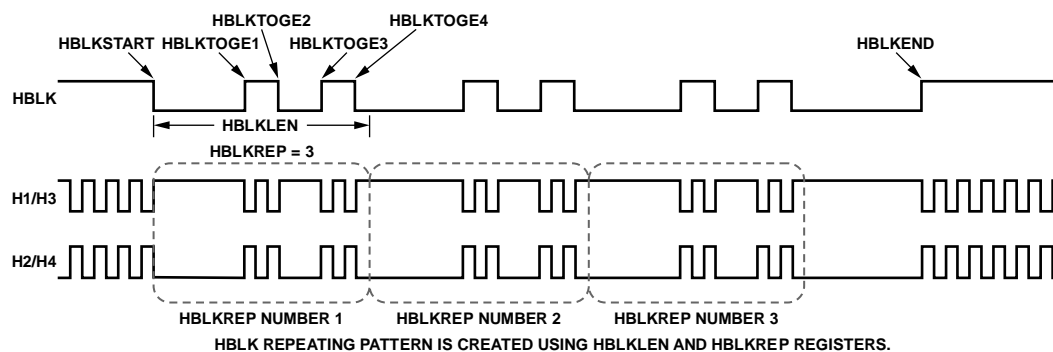 HBLKTOGE2 HBLKTOGE4
HBLKSTART HBLKTOGE1 HBLKTOGE3 HBLKEND
HBLK
HBLKLEN
HBLKREP = 3
H1/H3
H2/H4
HBLKREP NUMBER 1 HBLKREP NUMBER 2 HBLKREP NUMBER 3
HBLK REPEATING PATTERN IS CREATED USING HBLKLEN AND HBLKREP REGISTERS.